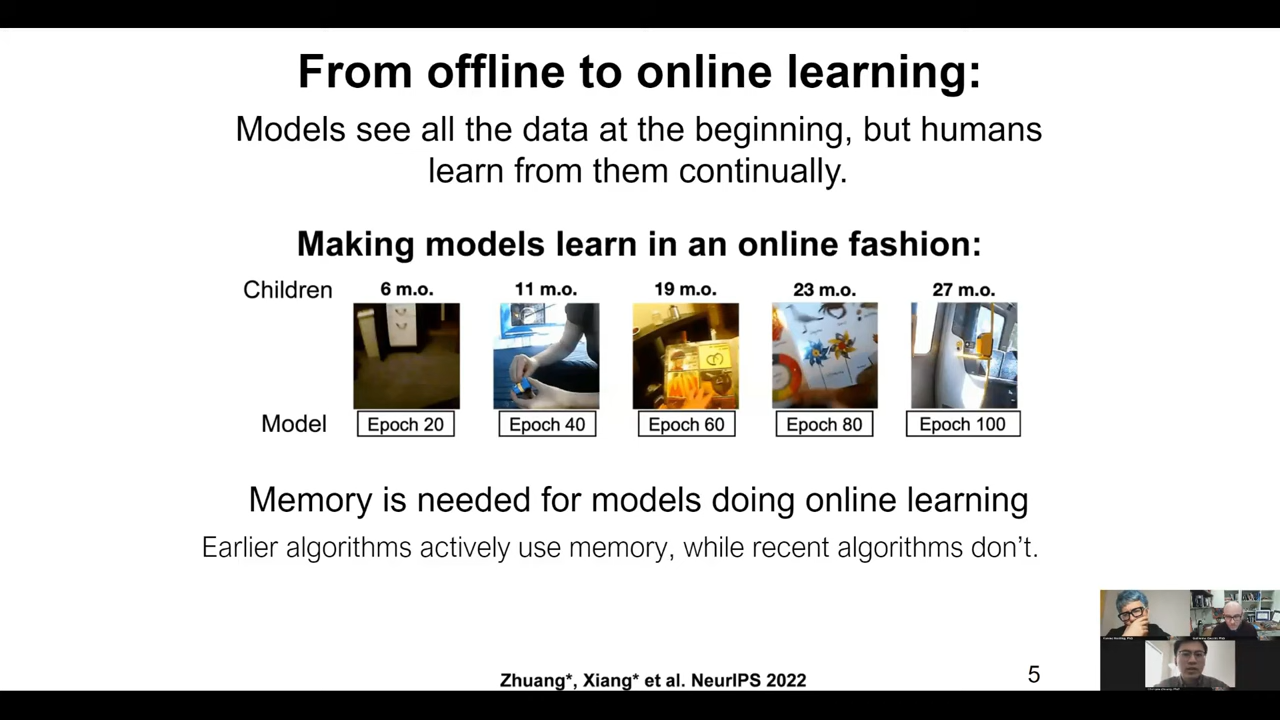 From offline to online learning:
Models see all the data at the beginning, but humans
learn from them continually.
Making models learn in an online fashion:
Children 6 m.o. 11 m.o. 19 m.o. 23 m.o. 27 m.o.
Model Epoch 20 Epoch 40 Epoch 60 Epoch 80 Epoch 100
Memory is needed for models doing online learning
Earlier algorithms actively use memory, while recent algorithms don't.
Zhuang*, Xiang* et al. NeurIPS 2022
5